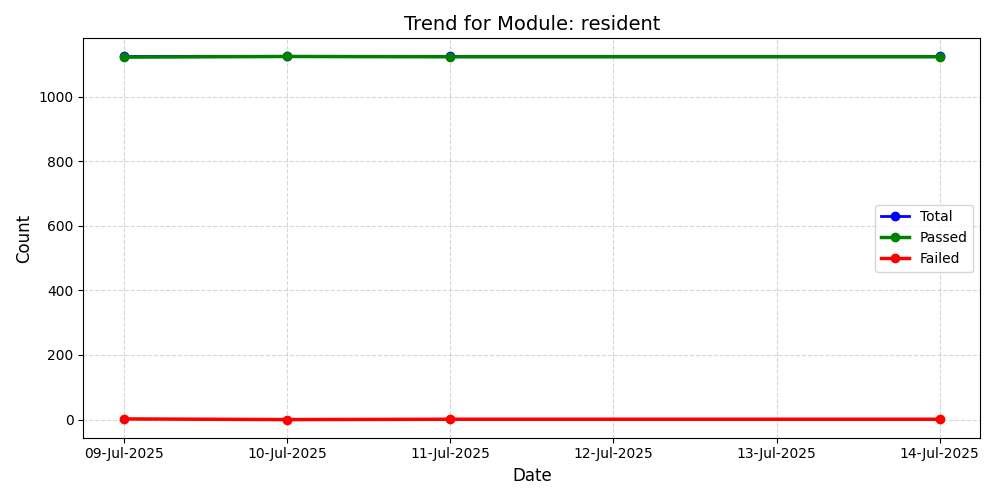 Trend for Module: resident
1000
800
600
400
200
0
Count
Total
Passed
Failed
09-Jul-2025
10-Jul-2025
11-Jul-2025
12-Jul-2025
13-Jul-2025
14-Jul-2025
Date